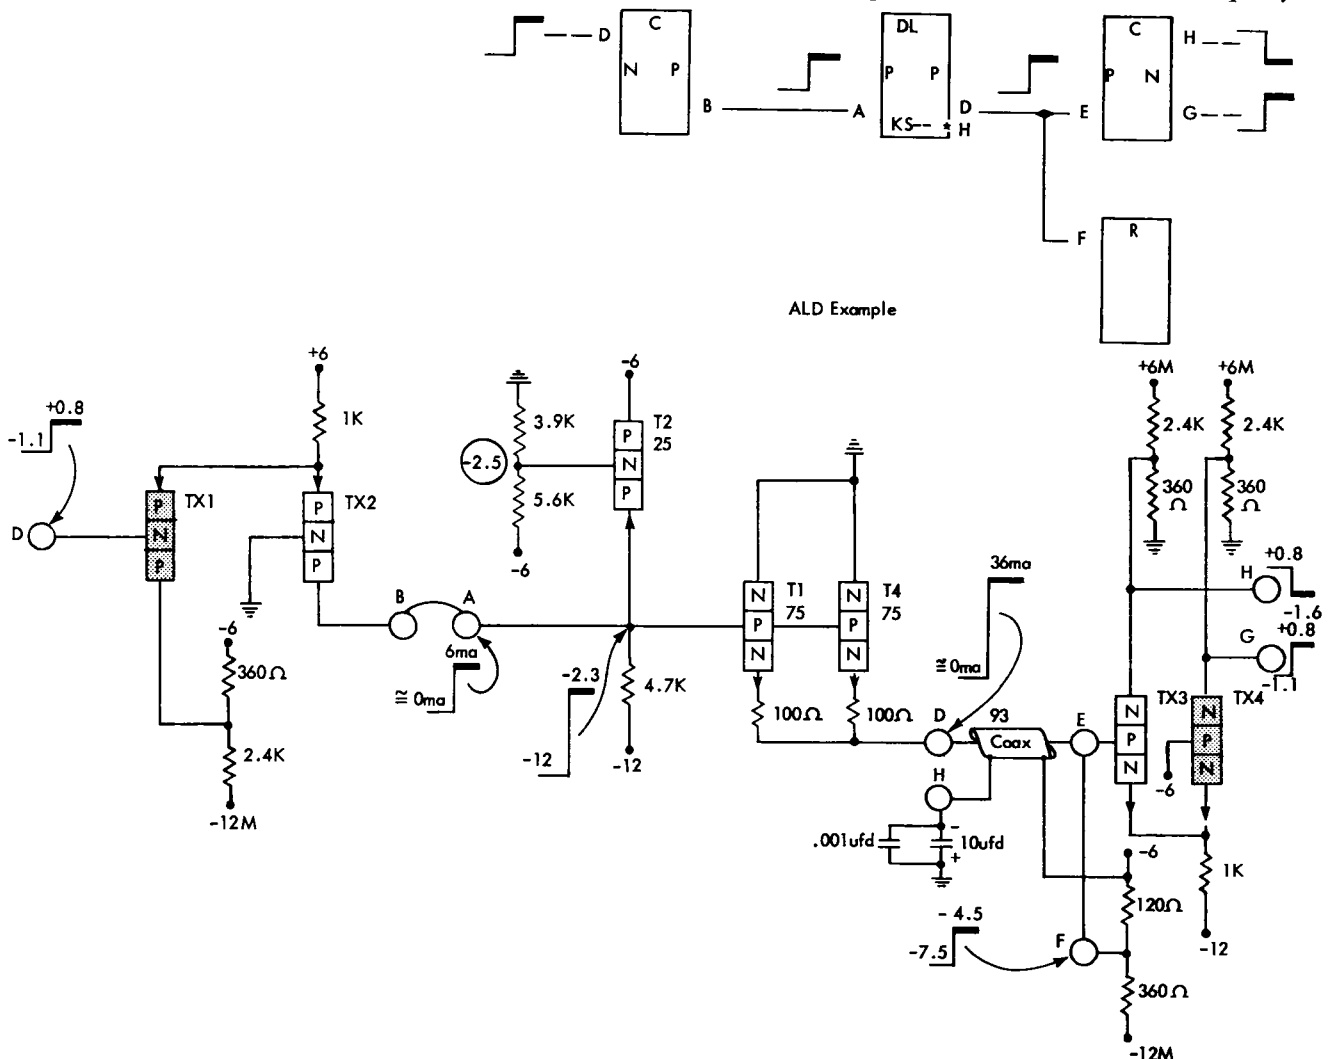 C
D
N P
B
A
DL
P P
KS-- *
D
H
E
C
P N
H
G
F
R
ALD Example
+6
1K
+0.8
-1.1
D
P
N
P
TX1
P
N
P
TX2
-6
360Ω
2.4K
-12M
B
A
6ma
≅ 0ma
3.9K
-2.5
5.6K
-6
-6
P
N
P
T2
25
-2.3
-12
4.7K
-12
N
P
N
T1
75
N
P
N
T4
75
100Ω
100Ω
36ma
≅ 0ma
D
93
Coax
E
H
.001ufd
-
10ufd
+
+6M
+6M
2.4K
2.4K
360
Ω
360
Ω
H
+0.8
-1.6
G
+0.8
-1.1
TX3
N
P
N
TX4
N
P
N
-6
-6
1K
-12
120Ω
F
- 4.5
-7.5
360Ω
-12M